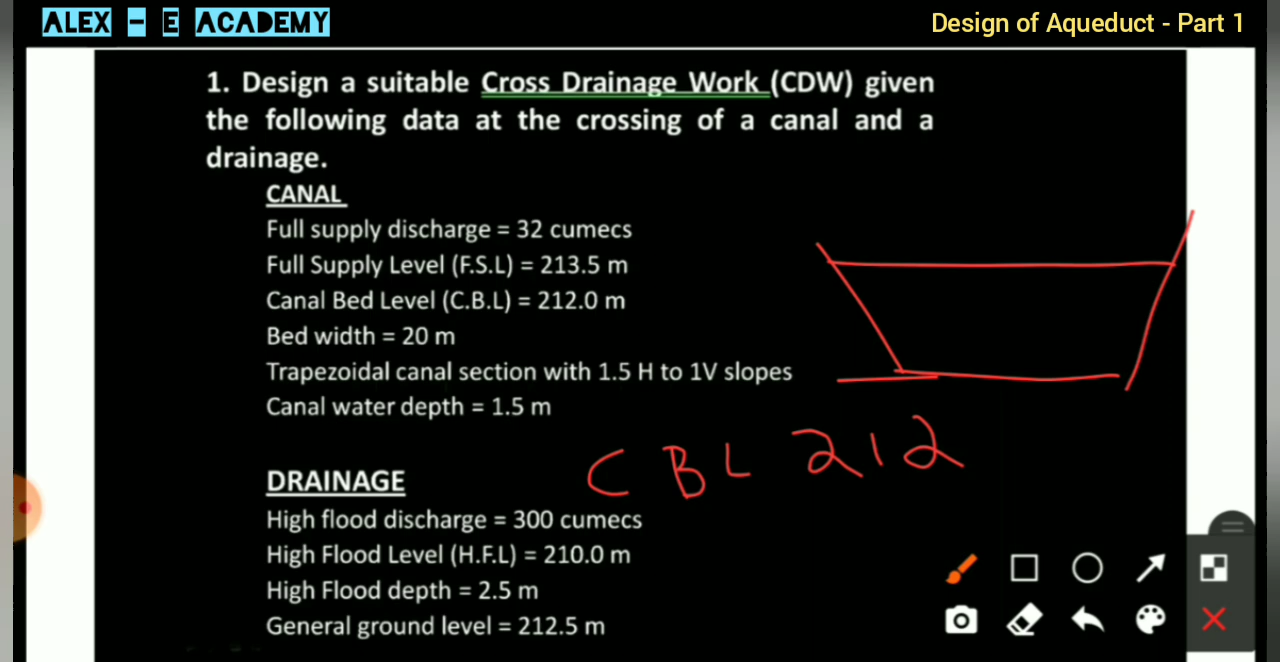 ALEX - E ACADEMY
Design of Aqueduct - Part 1
1. Design a suitable Cross Drainage Work (CDW) given
the following data at the crossing of a canal and a
drainage.
CANAL
Full supply discharge = 32 cumecs
Full Supply Level (F.S.L) = 213.5 m
Canal Bed Level (C.B.L) = 212.0 m
Bed width = 20 m
Trapezoidal canal section with 1.5 H to 1V slopes
Canal water depth = 1.5 m
CBL 212
DRAINAGE
High flood discharge = 300 cumecs
High Flood Level (H.F.L) = 210.0 m
High Flood depth = 2.5 m
General ground level = 212.5 m